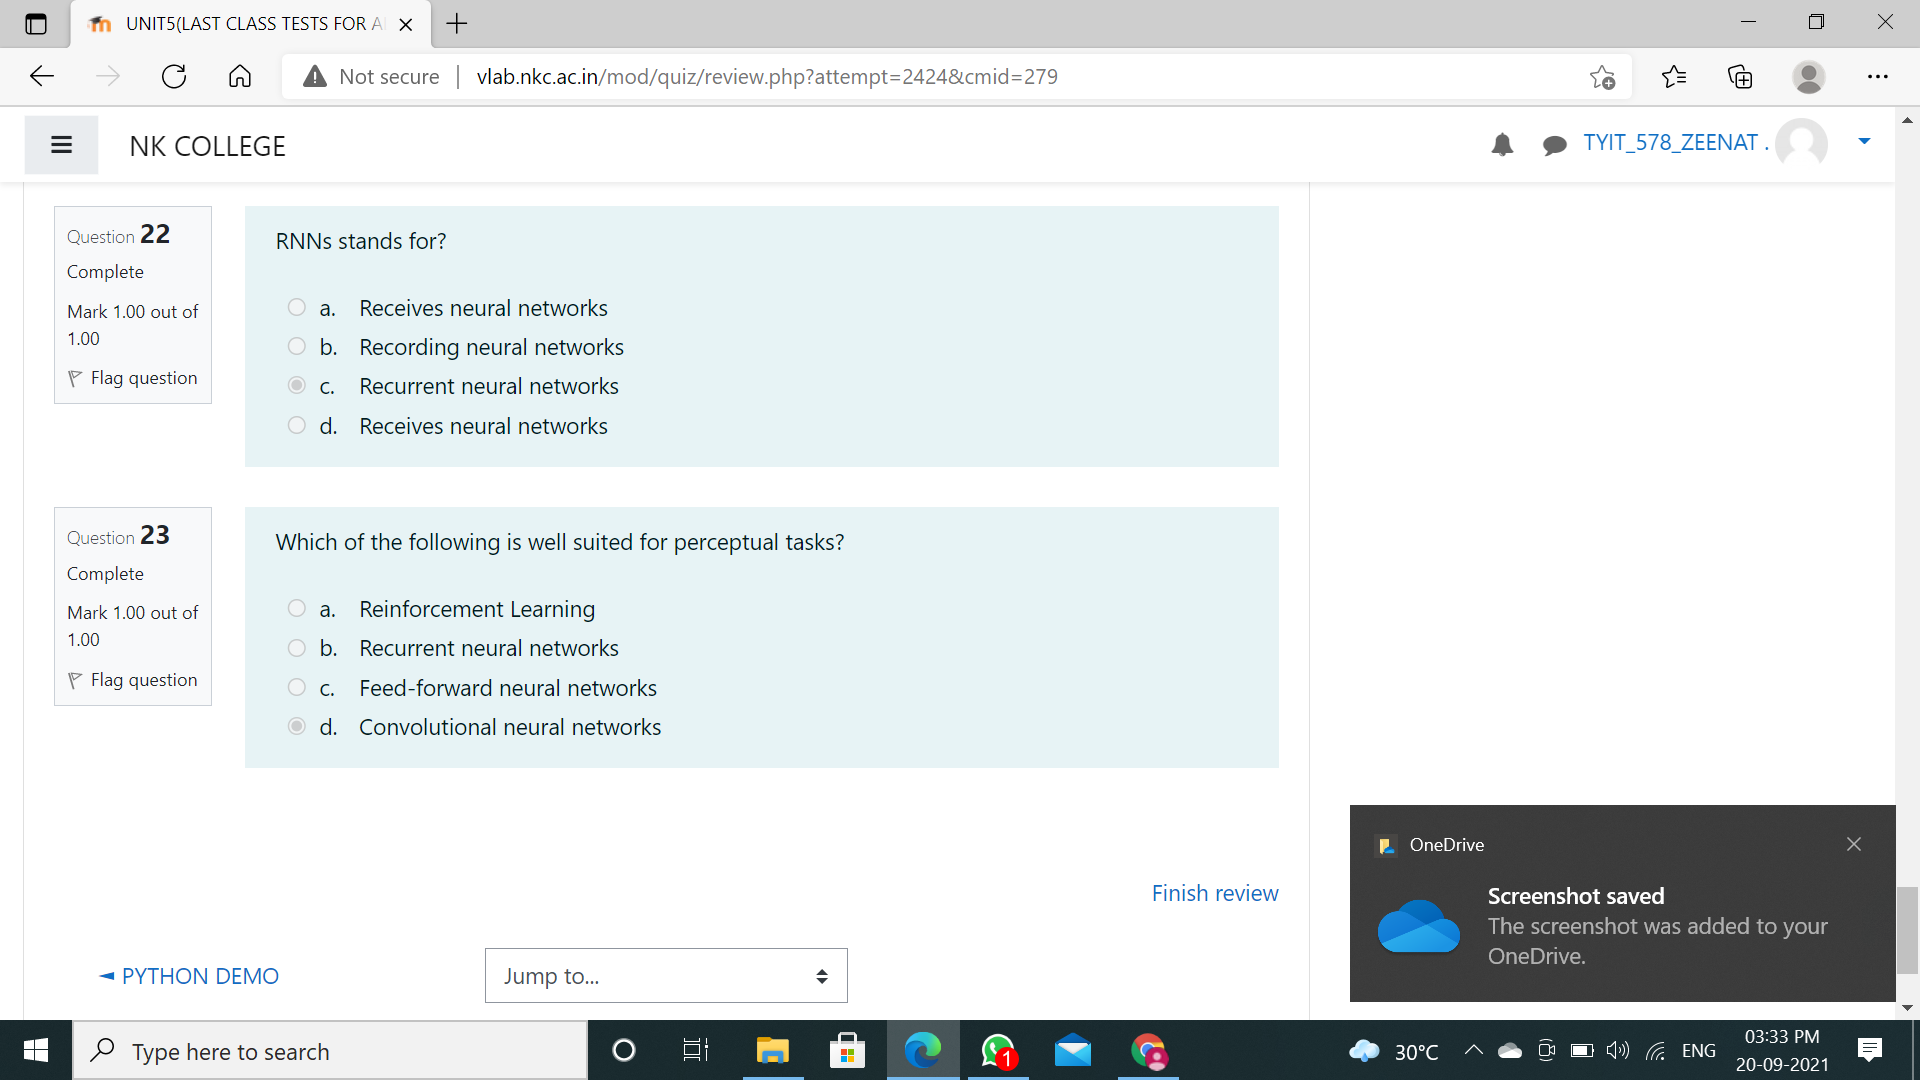 UNIT5(LAST CLASS TESTS FOR A
Not secure
vlab.nkc.ac.in/mod/quiz/review.php?attempt=2424&cmid=279
NK COLLEGE
TYIT_578_ZEENAT .
Question 22
Complete
Mark 1.00 out of
1.00
Flag question
RNNs stands for?
a. Receives neural networks
b. Recording neural networks
c. Recurrent neural networks
d. Receives neural networks
Question 23
Complete
Mark 1.00 out of
1.00
Flag question
Which of the following is well suited for perceptual tasks?
a. Reinforcement Learning
b. Recurrent neural networks
c. Feed-forward neural networks
d. Convolutional neural networks
Finish review
◄ PYTHON DEMO
Jump to...
OneDrive
Screenshot saved
The screenshot was added to your
OneDrive.
Type here to search
1
30°C
ENG
03:33 PM
20-09-2021